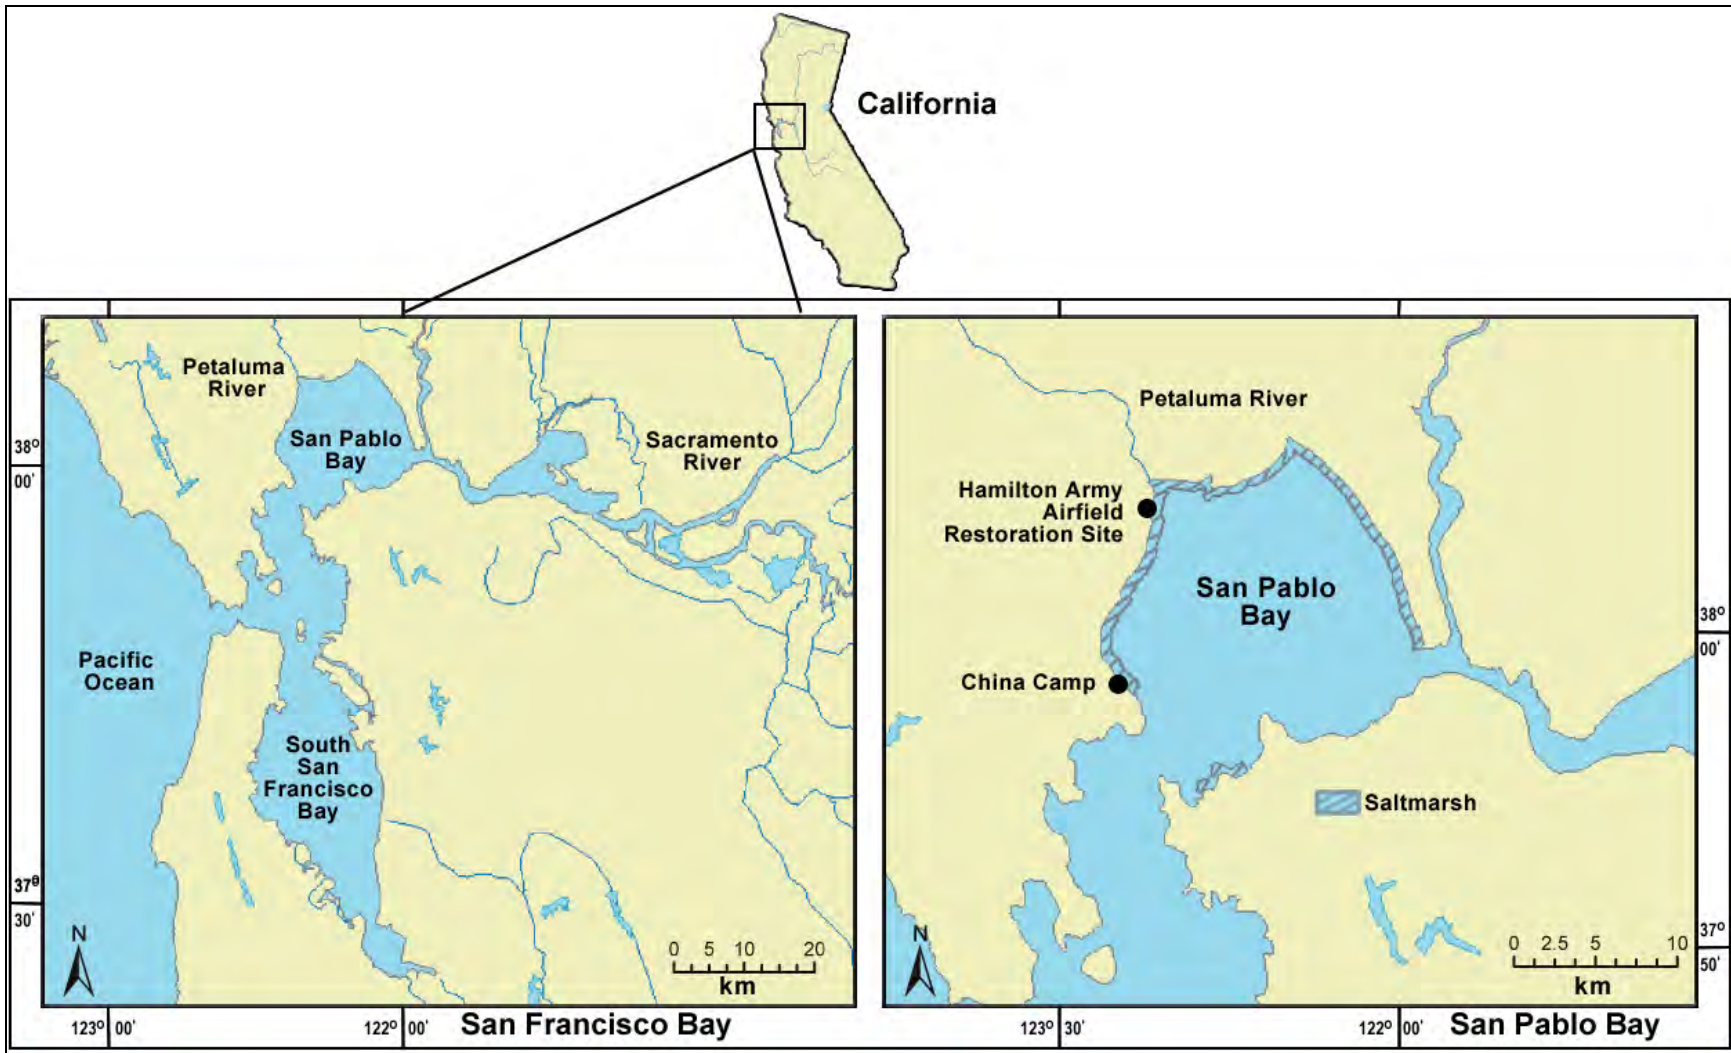 California
Petaluma
River
San Pablo
Bay
Sacramento
River
Pacific
Ocean
South
San
Francisco
Bay
38°
00'
37°
30'
N
0 5 10 20
km
123° 00'
122° 00'
San Francisco Bay
Petaluma River
Hamilton Army
Airfield
Restoration Site
San Pablo
Bay
China Camp
Saltmarsh
38°
00'
37°
50'
N
0 2.5 5 10
km
123° 30'
122° 00'
San Pablo Bay